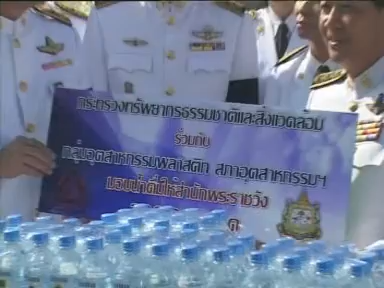 กระทรวงทรัพยากรธรรมชาติและสิ่งแวดล้อม
ร่วมกับ
กลุ่มอุตสาหกรรมพลาสติก สภาอุตสาหกรรมฯ
มอบน้ำดื่มให้สำนักพระราชวัง